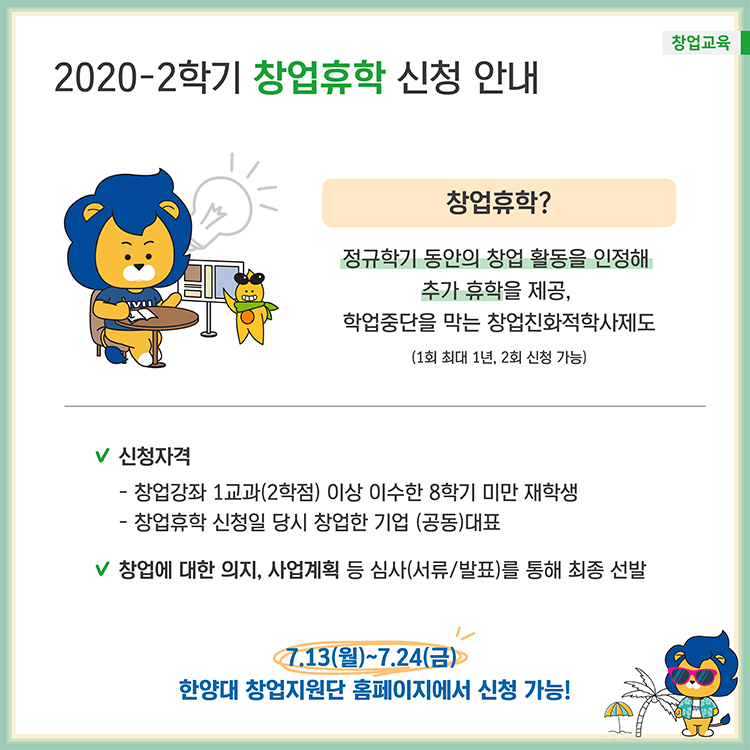 창업교육
2020-2학기 창업휴학 신청 안내
창업휴학?
정규학기 동안의 창업 활동을 인정해
추가 휴학을 제공,
학업중단을 막는 창업친화적학사제도
(1회 최대 1년, 2회 신청 가능)
신청자격
- 창업강좌 1교과(2학점) 이상 이수한 8학기 미만 재학생
- 창업휴학 신청일 당시 창업한 기업 (공동)대표
창업에 대한 의지, 사업계획 등 심사(서류/발표)를 통해 최종 선발
7.13(월)~7.24(금)
한양대 창업지원단 홈페이지에서 신청 가능!